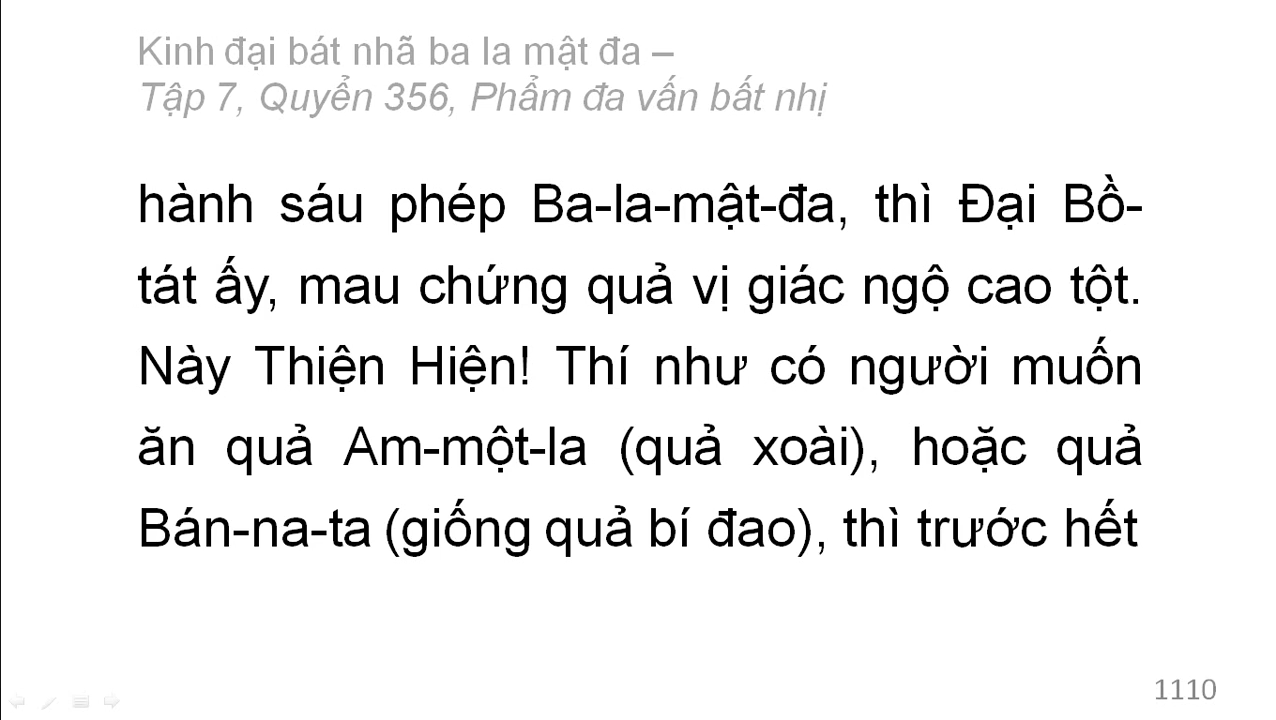 Kinh đại bát nhã ba la mật đa –
Tập 7, Quyển 356, Phẩm đa vấn bất nhị
hành sáu phép Ba-la-mật-đa, thì Đại Bồ-
tát ấy, mau chứng quả vị giác ngộ cao tột.
Này Thiện Hiện! Thí như có người muốn
ăn quả Am-một-la (quả xoài), hoặc quả
Bán-na-ta (giống quả bí đao), thì trước hết
1110